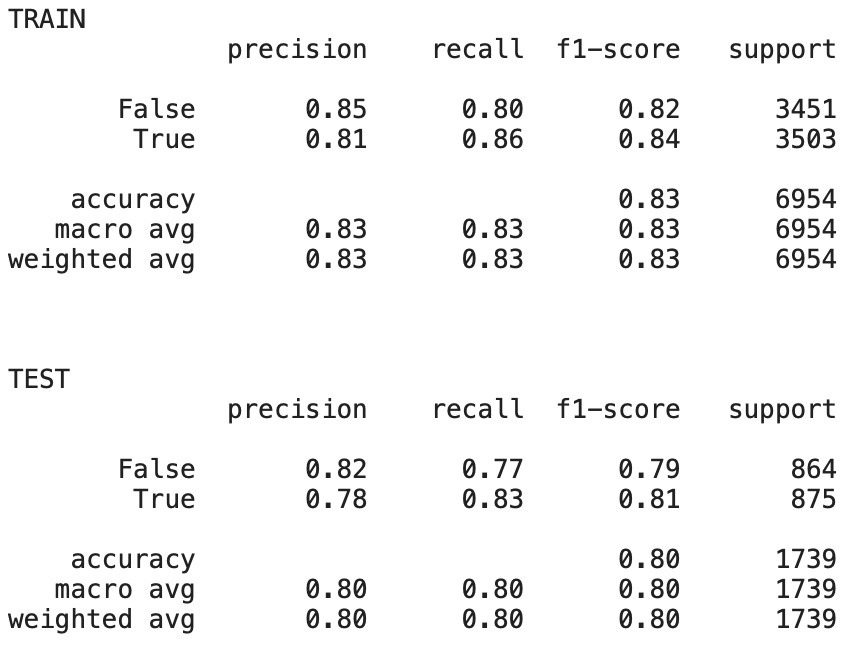 TRAIN
precision recall f1-score support
False 0.85 0.80 0.82 3451
True 0.81 0.86 0.84 3503
accuracy 0.83 6954
macro avg 0.83 0.83 0.83 6954
weighted avg 0.83 0.83 0.83 6954
TEST
precision recall f1-score support
False 0.82 0.77 0.79 864
True 0.78 0.83 0.81 875
accuracy 0.80 1739
macro avg 0.80 0.80 0.80 1739
weighted avg 0.80 0.80 0.80 1739